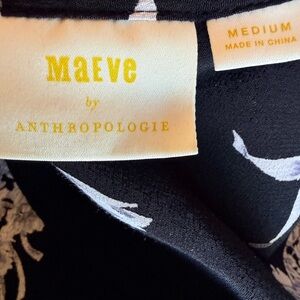 MaEve
by
ANTHROPOLOGIE
MEDIUM
MADE IN CHINA